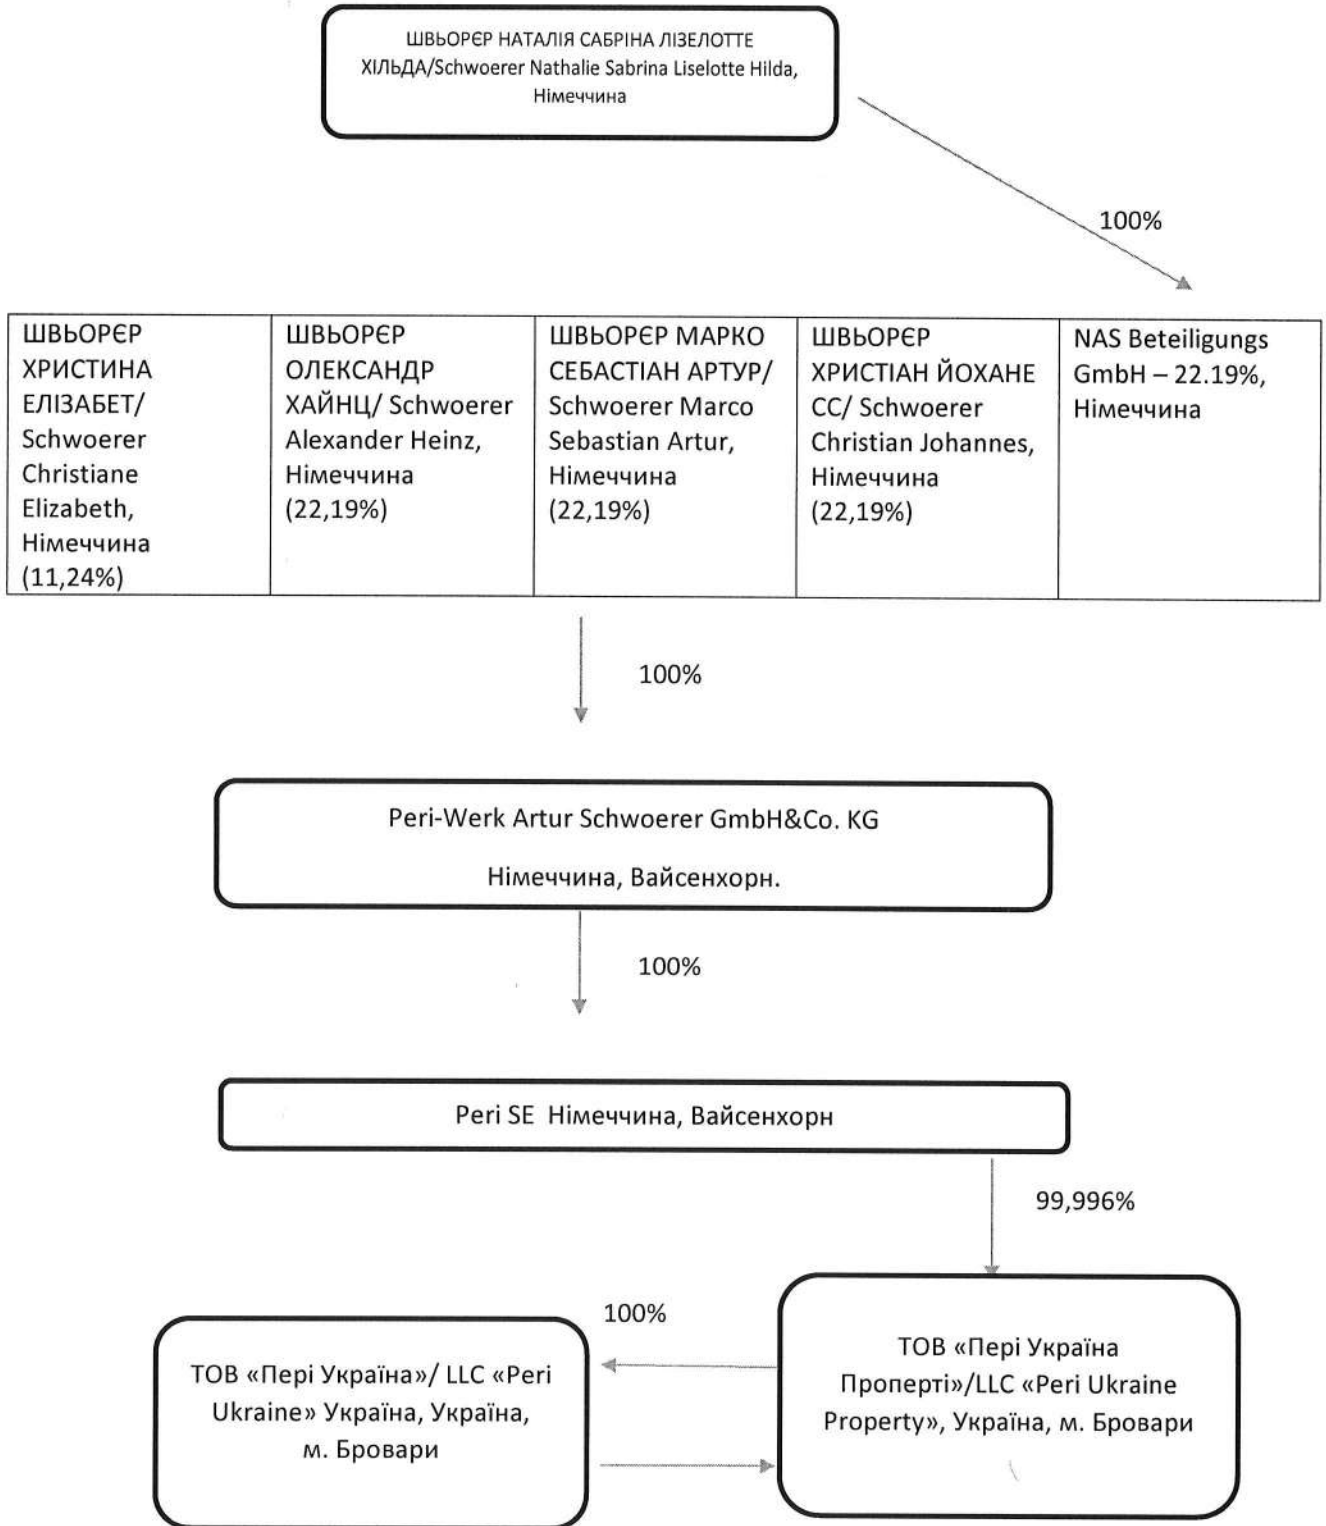 ШВЬОРЄР НАТАЛІЯ САБРІНА ЛІЗЕЛОТТЕ
ХІЛЬДА/Schwoerer Nathalie Sabrina Liselotte Hilda,
Німеччина
100%
ШВЬОРЄР
ХРИСТИНА
ЕЛІЗАБЕТ/
Schwoerer
Christiane
Elizabeth,
Німеччина
(11,24%)
ШВЬОРЄР
ОЛЕКСАНДР
ХАЙНЦ/ Schwoerer
Alexander Heinz,
Німеччина
(22,19%)
ШВЬОРЄР МАРКО
СЕБАСТІАН АРТУР/
Schwoerer Marco
Sebastian Artur,
Німеччина
(22,19%)
ШВЬОРЄР
ХРИСТІАН ЙОХАНЕ
СС/ Schwoerer
Christian Johannes,
Німеччина
(22,19%)
NAS Beteiligungs
GmbH – 22.19%,
Німеччина
100%
Peri-Werk Artur Schwoerer GmbH&Co. KG
Німеччина, Вайсенхорн.
100%
Peri SE Німеччина, Вайсенхорн
99,996%
100%
ТОВ «Пері Україна»/ LLC «Peri
Ukraine» Україна, Україна,
м. Бровари
ТОВ «Пері Україна
Проперті»/LLC «Peri Ukraine
Property», Україна, м. Бровари